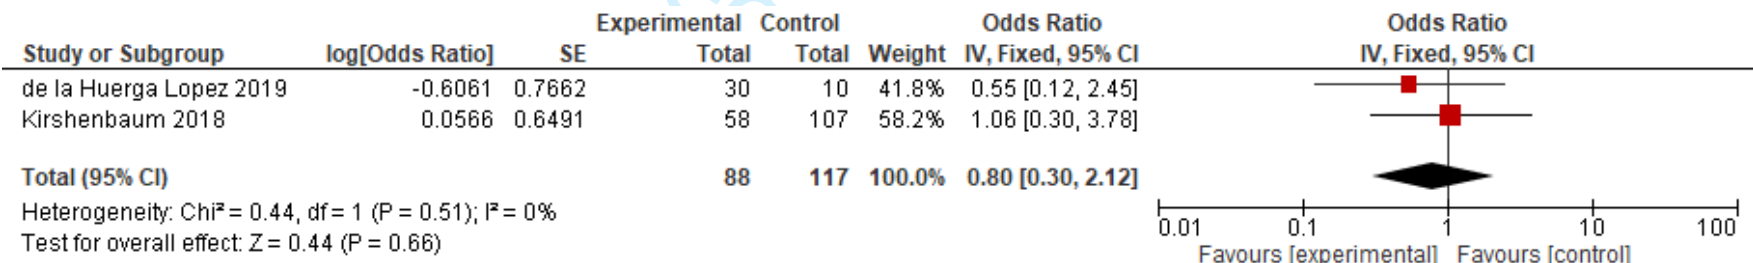 Experimental Control Odds Ratio Odds Ratio
Study or Subgroup log[Odds Ratio] SE Total Total Weight IV, Fixed, 95% CI IV, Fixed, 95% CI
de la Huerga Lopez 2019 -0.6061 0.7662 30 10 41.8% 0.55 [0.12, 2.45]
Kirshenbaum 2018 0.0566 0.6491 58 107 58.2% 1.06 [0.30, 3.78]
Total (95% CI) 88 117 100.0% 0.80 [0.30, 2.12]
Heterogeneity: Chi² = 0.44, df = 1 (P = 0.51); I² = 0%
Test for overall effect: Z = 0.44 (P = 0.66)
0.01 0.1 1 10 100
Favours [experimental] Favours [control]